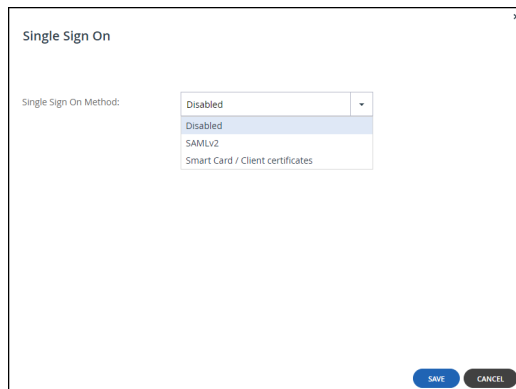 Single Sign On
Single Sign On Method:
Disabled
Disabled
SAMLv2
Smart Card / Client certificates
SAVE CANCEL